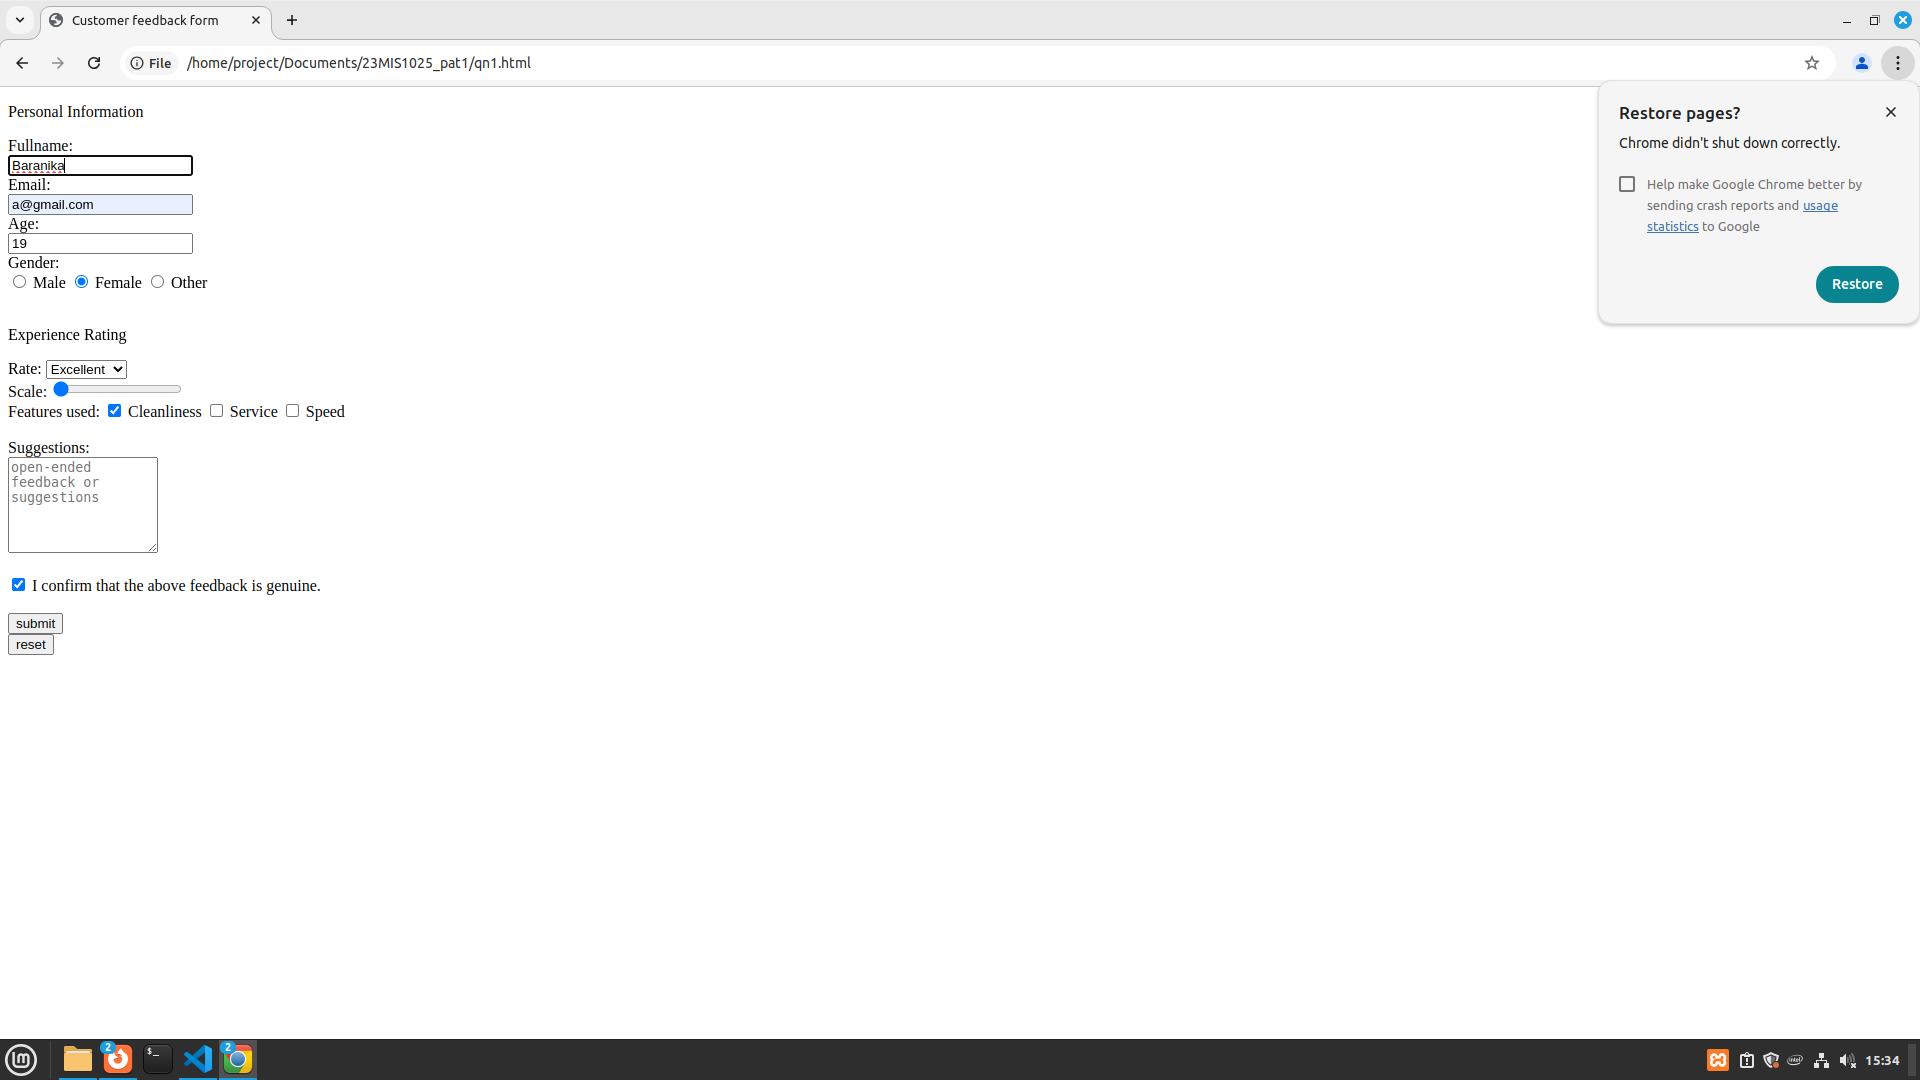 Customer feedback form
File /home/project/Documents/23MIS1025_pat1/qn1.html
Restore pages?
Chrome didn't shut down correctly.
Help make Google Chrome better by
sending crash reports and usage
statistics to Google
Restore
Personal Information
Fullname:
Baranika
Email:
a@gmail.com
Age:
19
Gender:
Male Female Other
Experience Rating
Rate: Excellent
Scale:
Features used: Cleanliness Service Speed
Suggestions:
open-ended
feedback or
suggestions
I confirm that the above feedback is genuine.
submit
reset
2 $_ 2 15:34